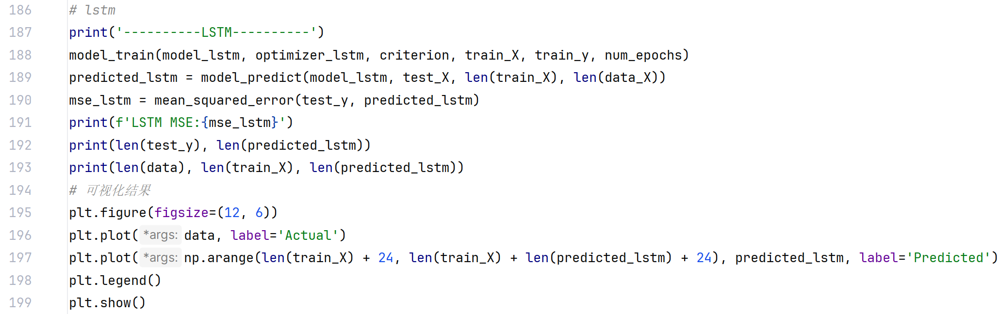 186 # lstm
187 print('----------LSTM----------')
188 model_train(model_lstm, optimizer_lstm, criterion, train_X, train_y, num_epochs)
189 predicted_lstm = model_predict(model_lstm, test_X, len(train_X), len(data_X))
190 mse_lstm = mean_squared_error(test_y, predicted_lstm)
191 print(f'LSTM MSE:{mse_lstm}')
192 print(len(test_y), len(predicted_lstm))
193 print(len(data), len(train_X), len(predicted_lstm))
194 # 可视化结果
195 plt.figure(figsize=(12, 6))
196 plt.plot(*args: data, label='Actual')
197 plt.plot(*args: np.arange(len(train_X) + 24, len(train_X) + len(predicted_lstm) + 24), predicted_lstm, label='Predicted')
198 plt.legend()
199 plt.show()